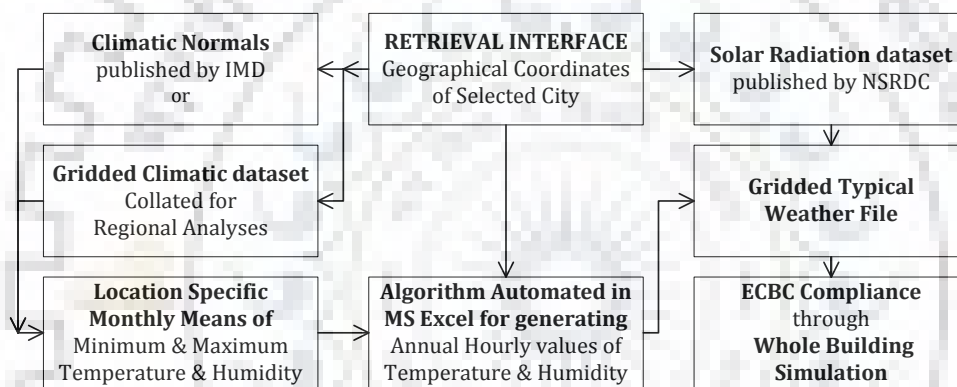 Climatic Normals
published by IMD
or
RETRIEVAL INTERFACE
Geographical Coordinates
of Selected City
Solar Radiation dataset
published by NSRDC
Gridded Climatic dataset
Collated for
Regional Analyses
Gridded Typical
Weather File
Location Specific
Monthly Means of
Minimum & Maximum
Temperature & Humidity
Algorithm Automated in
MS Excel for generating
Annual Hourly values of
Temperature & Humidity
ECBC Compliance
through
Whole Building
Simulation